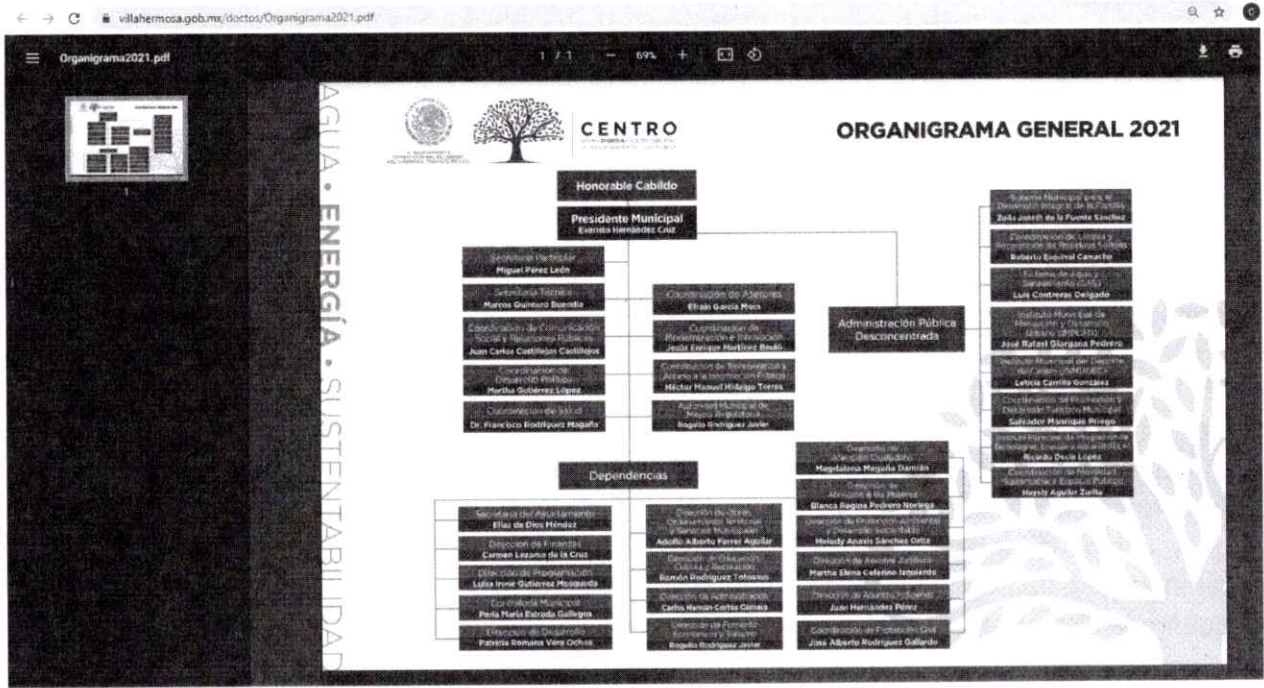 villahermosa.gob.mx/doctos/Organigrama2021.pdf
Organigrama2021.pdf
1 / 1
69%
1
AGUA • ENERGÍA • SUSTENTABILIDAD
CENTRO
ORGANIGRAMA GENERAL 2021
Honorable Cabildo
Presidente Municipal
Evaristo Hernández Cruz
Secretaría Particular
Miguel Pérez León
Secretaría Técnica
Marcos Quintero Buendía
Coordinación de Comunicación
Social y Relaciones Públicas
Juan Carlos Castillejos Castillejos
Coordinación de
Desarrollo Político
Martha Gutiérrez López
Coordinación de Salud
Dr. Francisco Rodríguez Magaña
Coordinación de Asesores
Efraín García Mora
Coordinación de
Modernización e Innovación
Jesús Enrique Martínez Beuló
Coordinación de Transparencia y
Acceso a la Información Pública
Héctor Manuel Hidalgo Torres
Autoridad Municipal de
Mejora Regulatoria
Rogelio Rodríguez Javier
Administración Pública
Desconcentrada
Sistema Municipal para el
Desarrollo Integral de la Familia
Zoila Janeth de la Fuente Sánchez
Coordinación de Limpia y
Recolección de Residuos Sólidos
Roberto Esquivel Camacho
Sistema de Agua y
Saneamiento (SAS)
Luis Contreras Delgado
Instituto Municipal de
Planeación y Desarrollo
Urbano (IMPLAN)
José Rafael Giorgana Pedrero
Leticia Carrillo González
Coordinación de Promoción y
Desarrollo Turístico Municipal
Salvador Manrique Priego
Ricardo Decle López
Coordinación de Movilidad
Sustentable y Espacio Público
Haysly Aguilar Zurita
Dependencias
Secretaría del Ayuntamiento
Elías de Dios Méndez
Dirección de Finanzas
Carmen Lezama de la Cruz
Dirección de Programación
Luisa Irene Gutiérrez Mosqueda
Contraloría Municipal
Perla María Estrada Gallegos
Dirección de Desarrollo
Patricia Romana Vera Ochoa
Dirección de Obras,
Ordenamiento Territorial
y Servicios Municipales
Adolfo Alberto Ferrer Aguilar
Dirección de Educación,
Cultura y Recreación
Ramón Rodríguez Totosaus
Dirección de Administración
Carlos Hernán Cortés Cámara
Dirección de Fomento
Económico y Turismo
Rogelio Rodríguez Javier
Dirección de
Atención Ciudadana
Magdalena Magaña Damián
Dirección de
Atención a las Mujeres
Blanca Regina Pedrero Noriega
Dirección de Protección Ambiental
y Desarrollo Sustentable
Melody Anaxis Sánchez Ortiz
Dirección de Asuntos Jurídicos
Martha Elena Ceferino Izquierdo
Dirección de Asuntos Indígenas
Juan Hernández Pérez
Coordinación de Protección Civil
José Alberto Rodríguez Gallardo